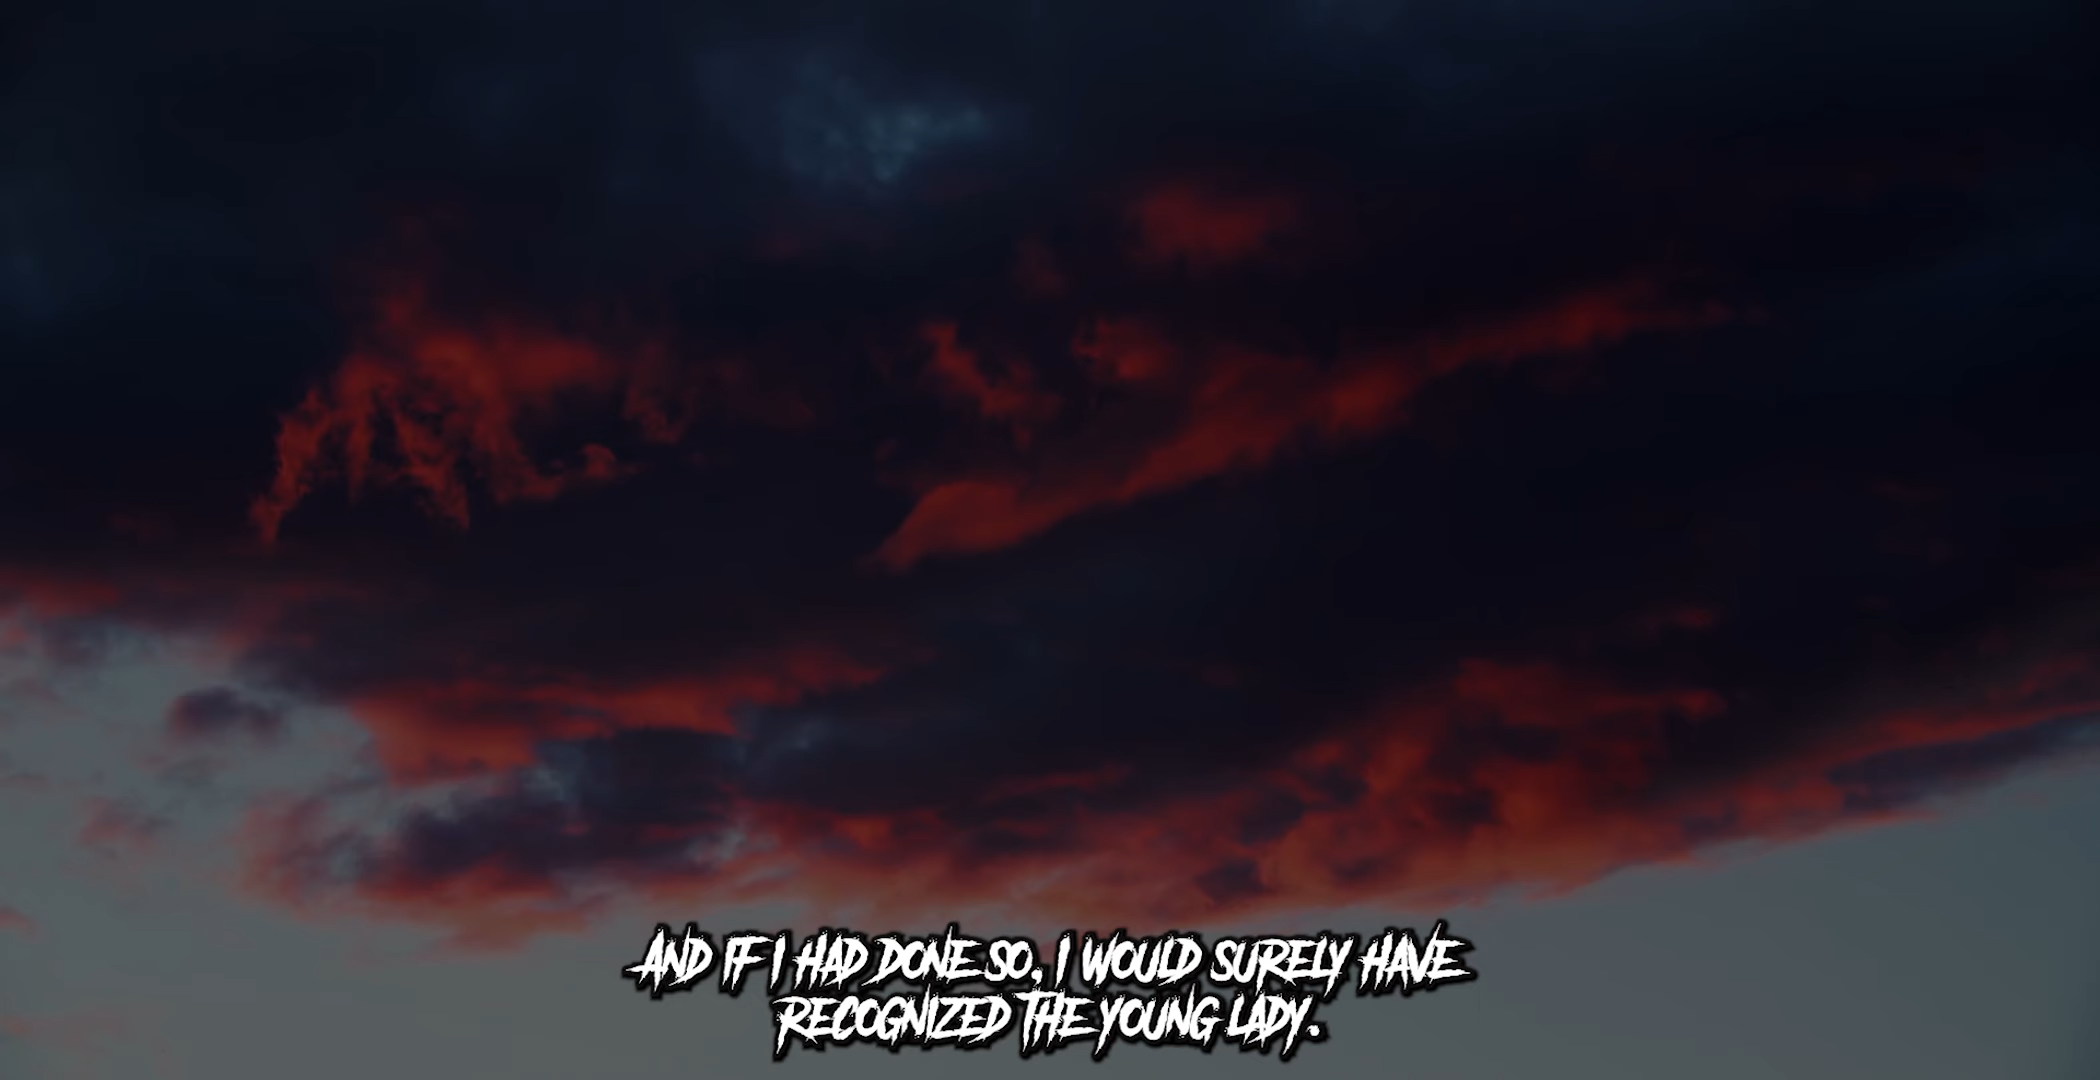 AND IF I HAD DONE SO, I WOULD SURELY HAVE
RECOGNIZED THE YOUNG LADY.